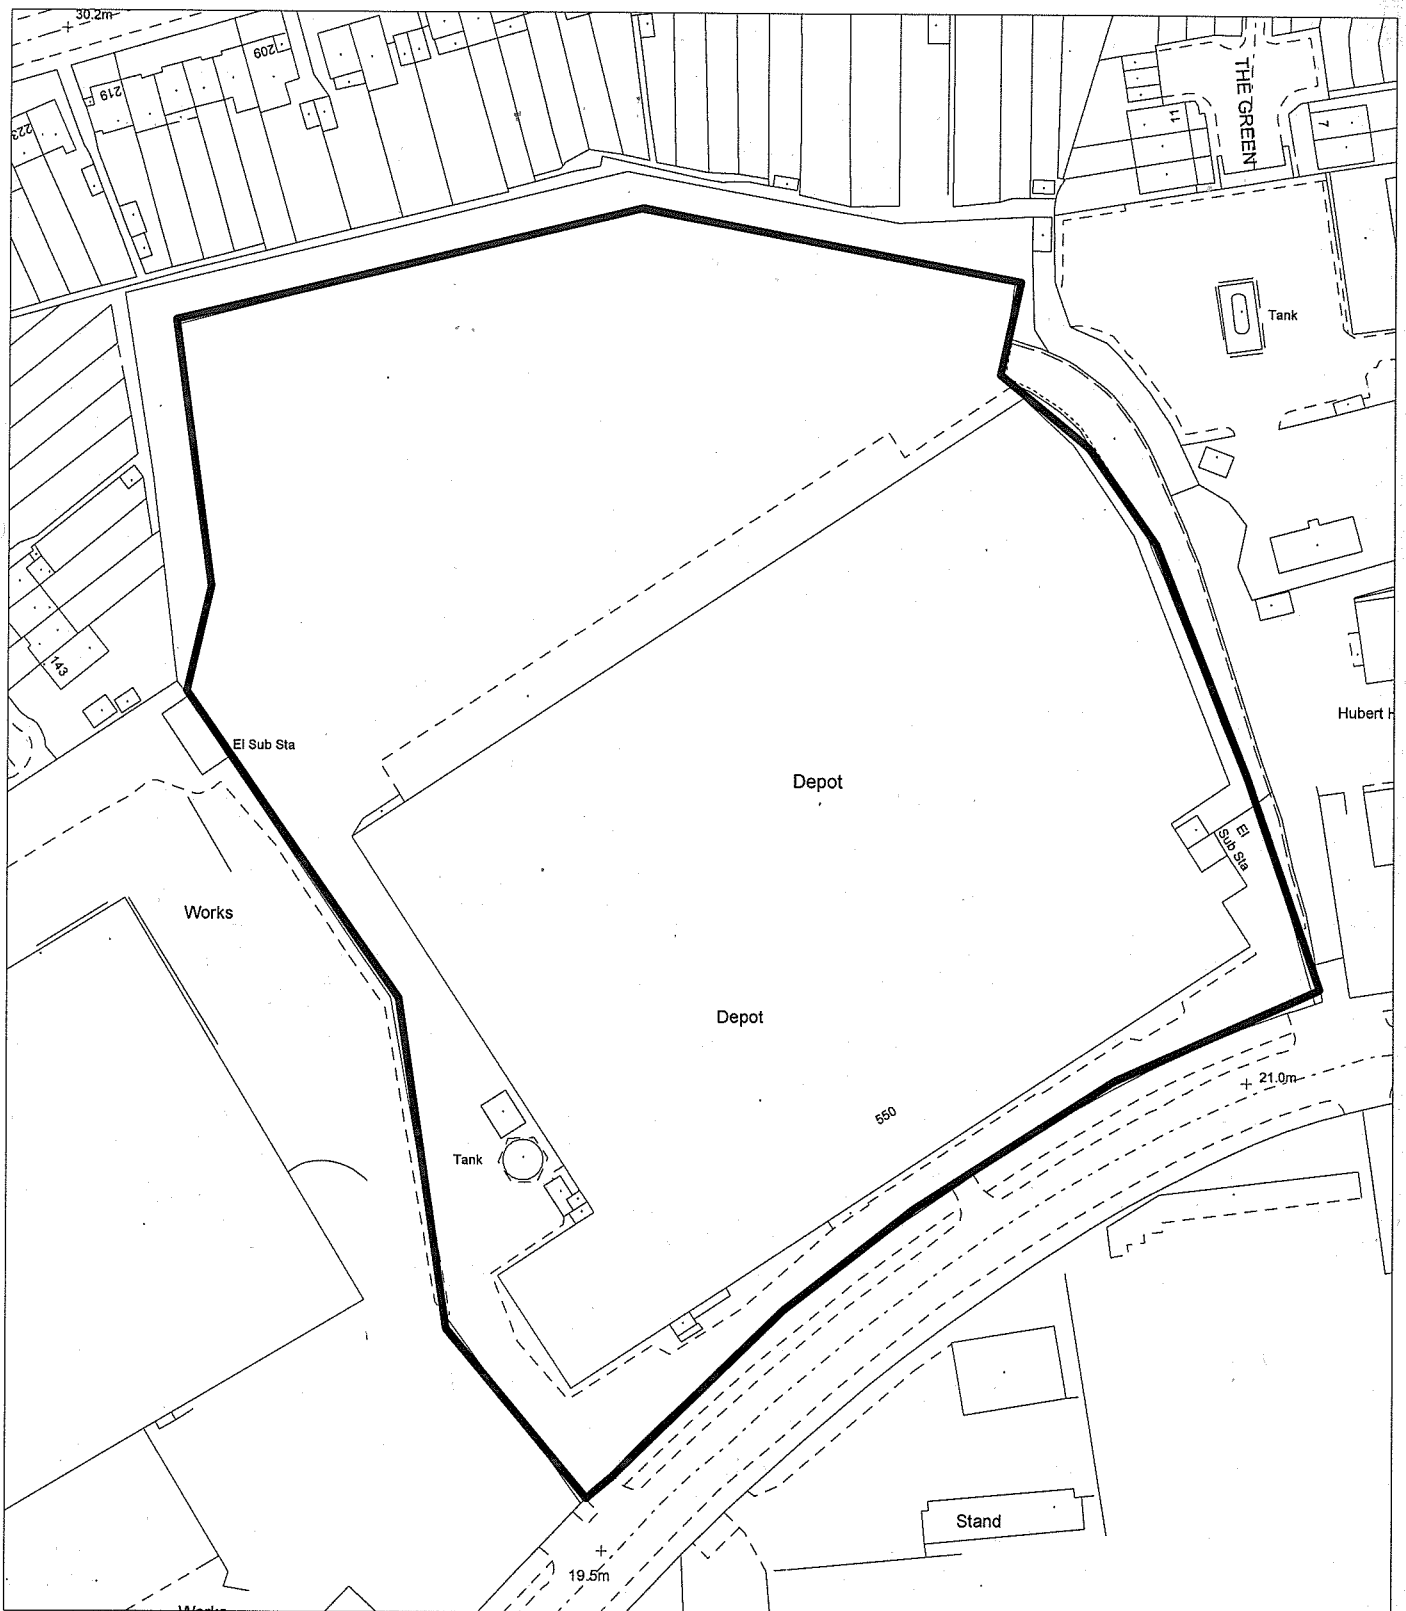 30.2m
209
219
223
THE GREEN
11
7
Tank
143
El Sub Sta
Hubert H
Depot
El
Sub Sta
Works
Depot
550
21.0m
Tank
Stand
19.5m
Works